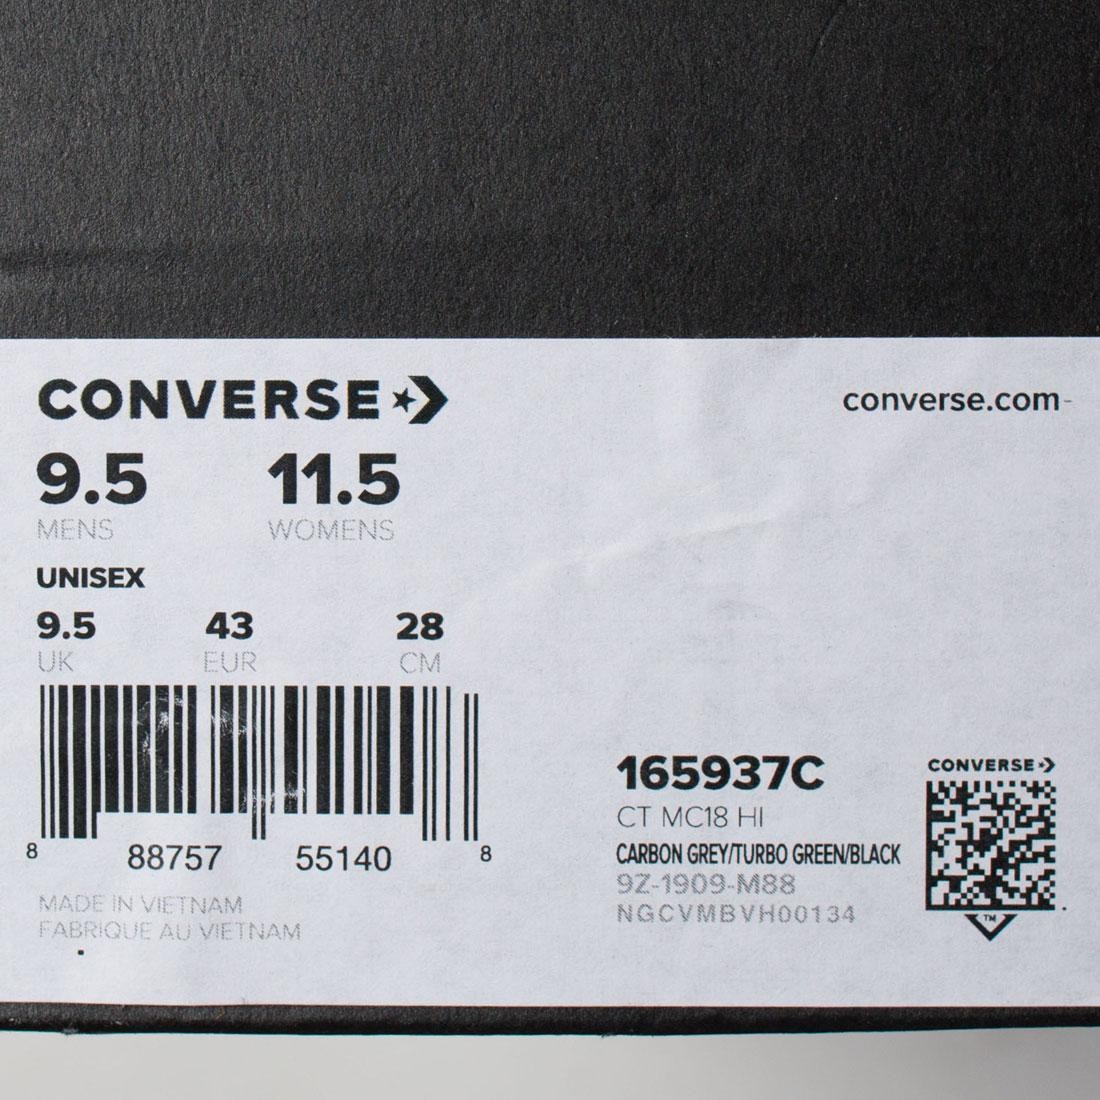 CONVERSE
converse.com
9.5 11.5
MENS WOMENS
UNISEX
9.5 43 28
UK EUR CM
8 88757 55140 8
MADE IN VIETNAM
FABRIQUE AU VIETNAM
165937C
CT MC18 HI
CARBON GREY/TURBO GREEN/BLACK
9Z-1909-M88
NGCVMBVH00134
CONVERSE
TM